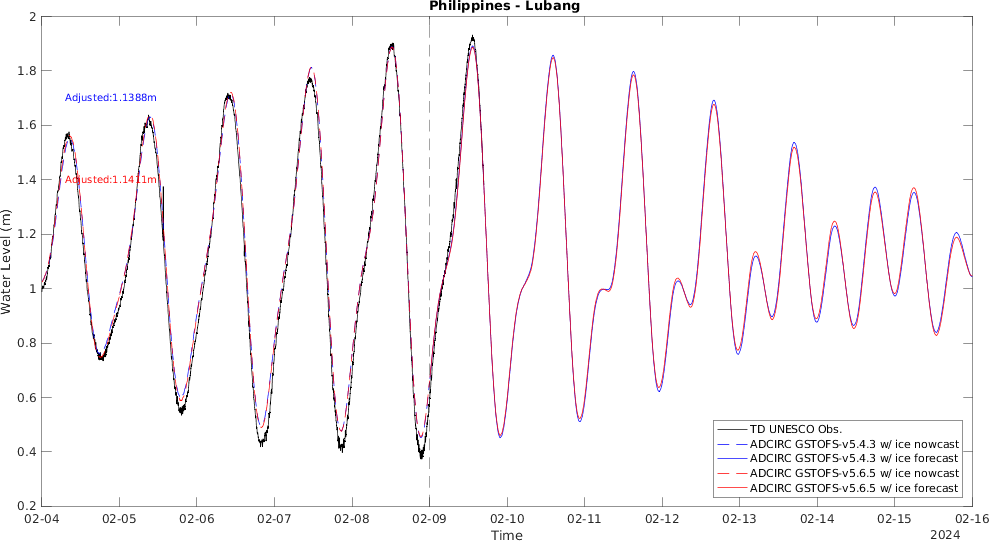 Philippines - Lubang
2
1.8
1.6
1.4
1.2
1
0.8
0.6
0.4
0.2
Water Level (m)
Adjusted:1.1388m
Adjusted:1.1411m
TD UNESCO Obs.
ADCIRC GSTOFS-v5.4.3 w/ ice nowcast
ADCIRC GSTOFS-v5.4.3 w/ ice forecast
ADCIRC GSTOFS-v5.6.5 w/ ice nowcast
ADCIRC GSTOFS-v5.6.5 w/ ice forecast
02-04 02-05 02-06 02-07 02-08 02-09 02-10 02-11 02-12 02-13 02-14 02-15 02-16
Time
2024